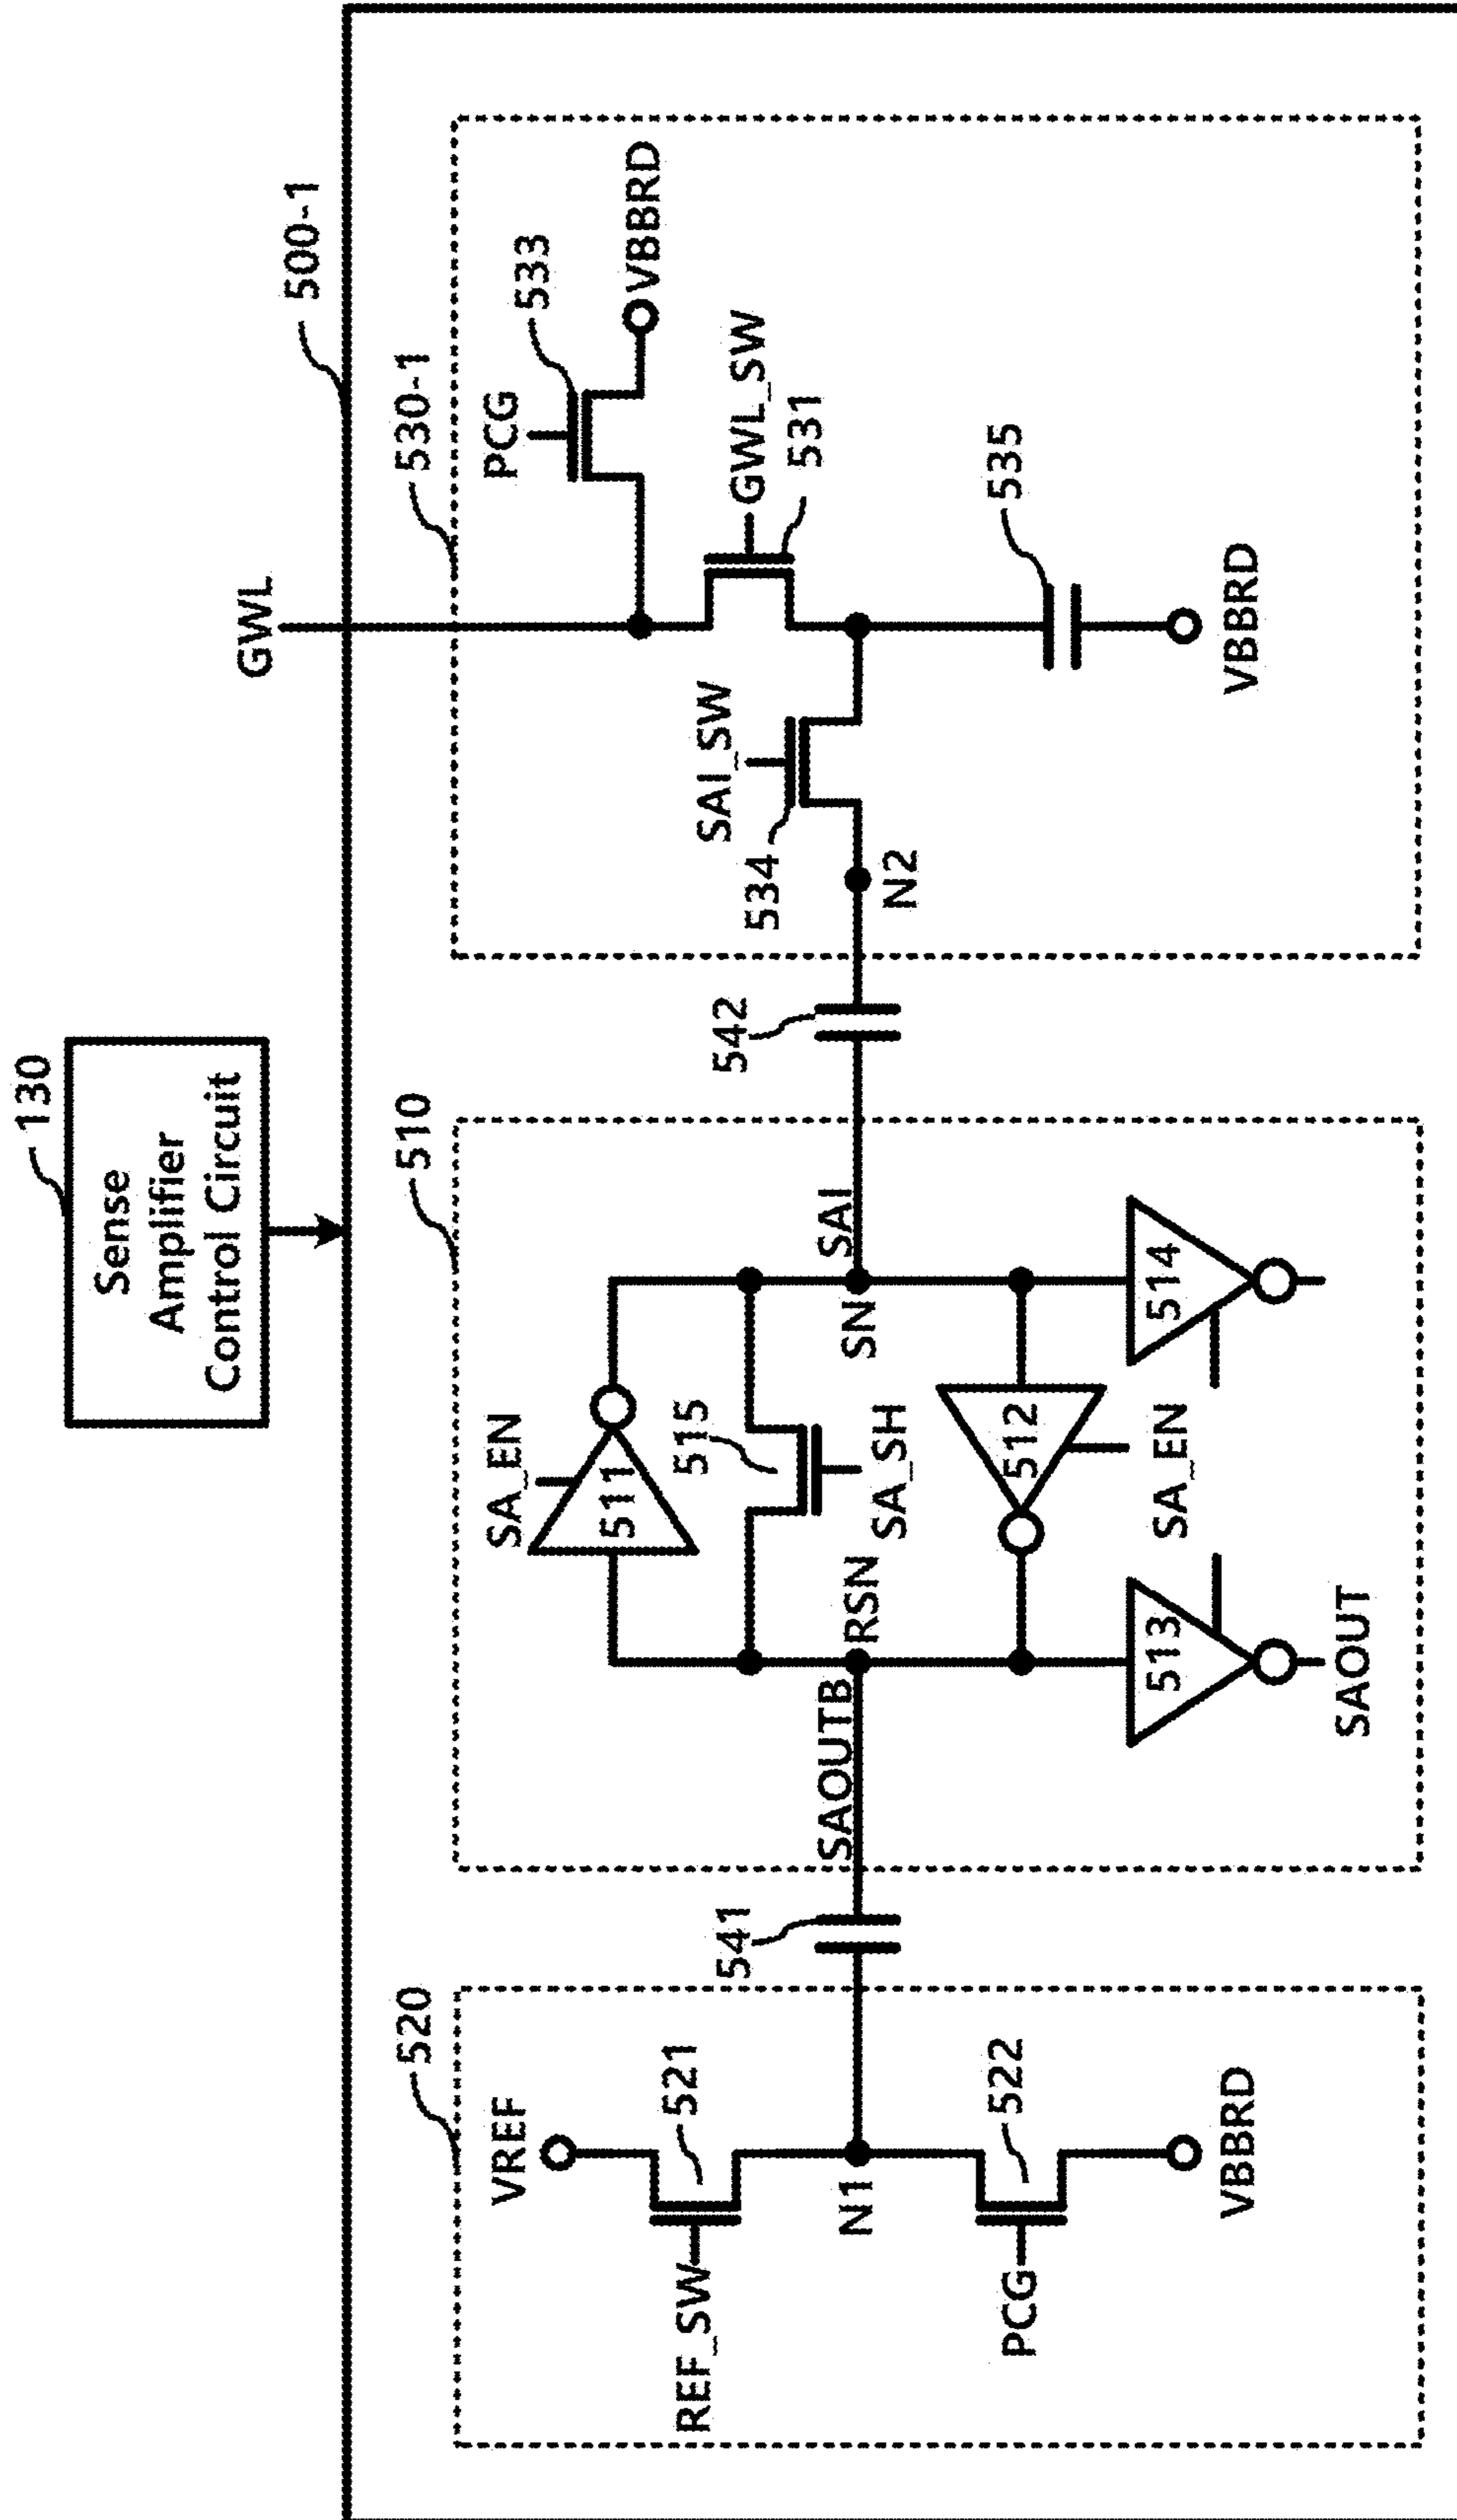 130
Sense
Amplifier
Control Circuit
GWL
500-1
520
510
530-1
VREF
REF_SW
521
N1
PCG
522
VBBRD
541
SAOUTB
RSN
SA_EN
511
515
SA_SH
512
SA_EN
513
SAOUT
514
SAI
SN
542
SAI_SW
534
N2
PCG
533
VBBRD
GWL_SW
531
535
VBBRD